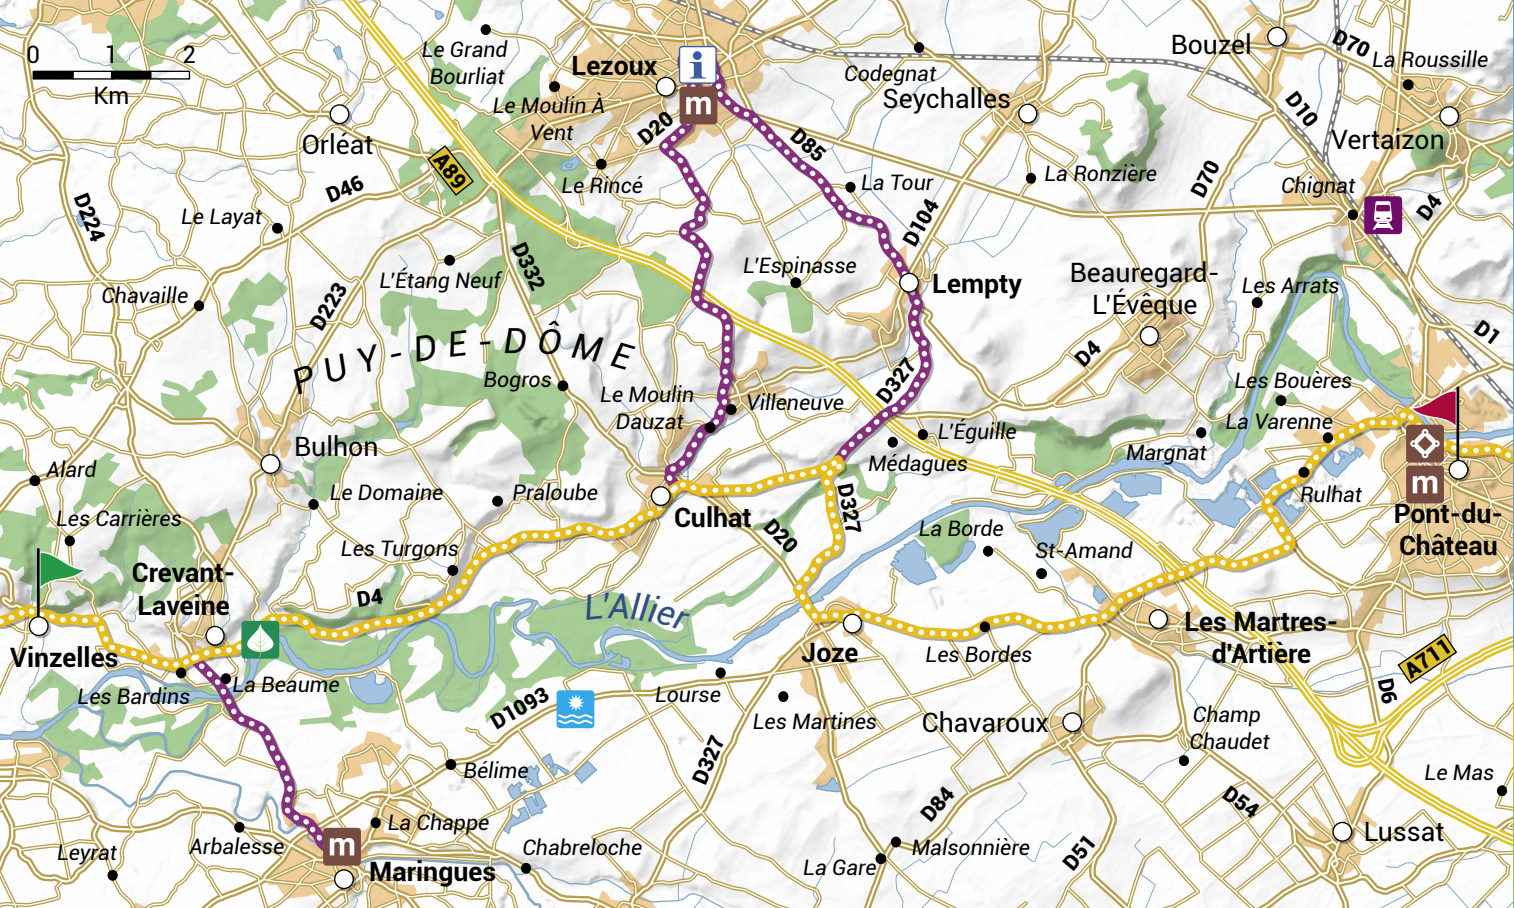 0 1 2
Km
Le Grand
Bourliat
Lezoux
i
m
Codegnat
Seychalles
Bouzel
D70
La Roussille
D10
Vertaizon
Orléat
Le Moulin À
Vent
D20
D85
A89
Le Rincé
La Tour
La Ronzière
D70
Chignat
D4
D46
D224
Le Layat
D104
L'Étang Neuf
D332
L'Espinasse
Lempty
Beauregard-
L'Évêque
Les Arrats
D1
Chavaille
D223
PUY-DE-DÔME
D4
Bogros
Le Moulin
Dauzat
Villeneuve
D327
Les Bouères
La Varenne
L'Éguille
Médagues
Margnat
Bulhon
Alard
Le Domaine
Praloube
Rulhat
m
Pont-du-
Château
Les Carrières
Culhat
D20
D327
La Borde
St-Amand
Les Turgons
Crevant-
Laveine
D4
L'Allier
Vinzelles
Joze
Les Bordes
Les Martres-
d'Artière
A711
Les Bardins
La Beaume
D1093
Lourse
Les Martines
Chavaroux
Champ
Chaudet
D6
D327
Bélime
Le Mas
D84
D54
La Chappe
Arbalesse
m
Maringues
Leyrat
Chabreloche
La Gare
Malsonnière
D51
Lussat